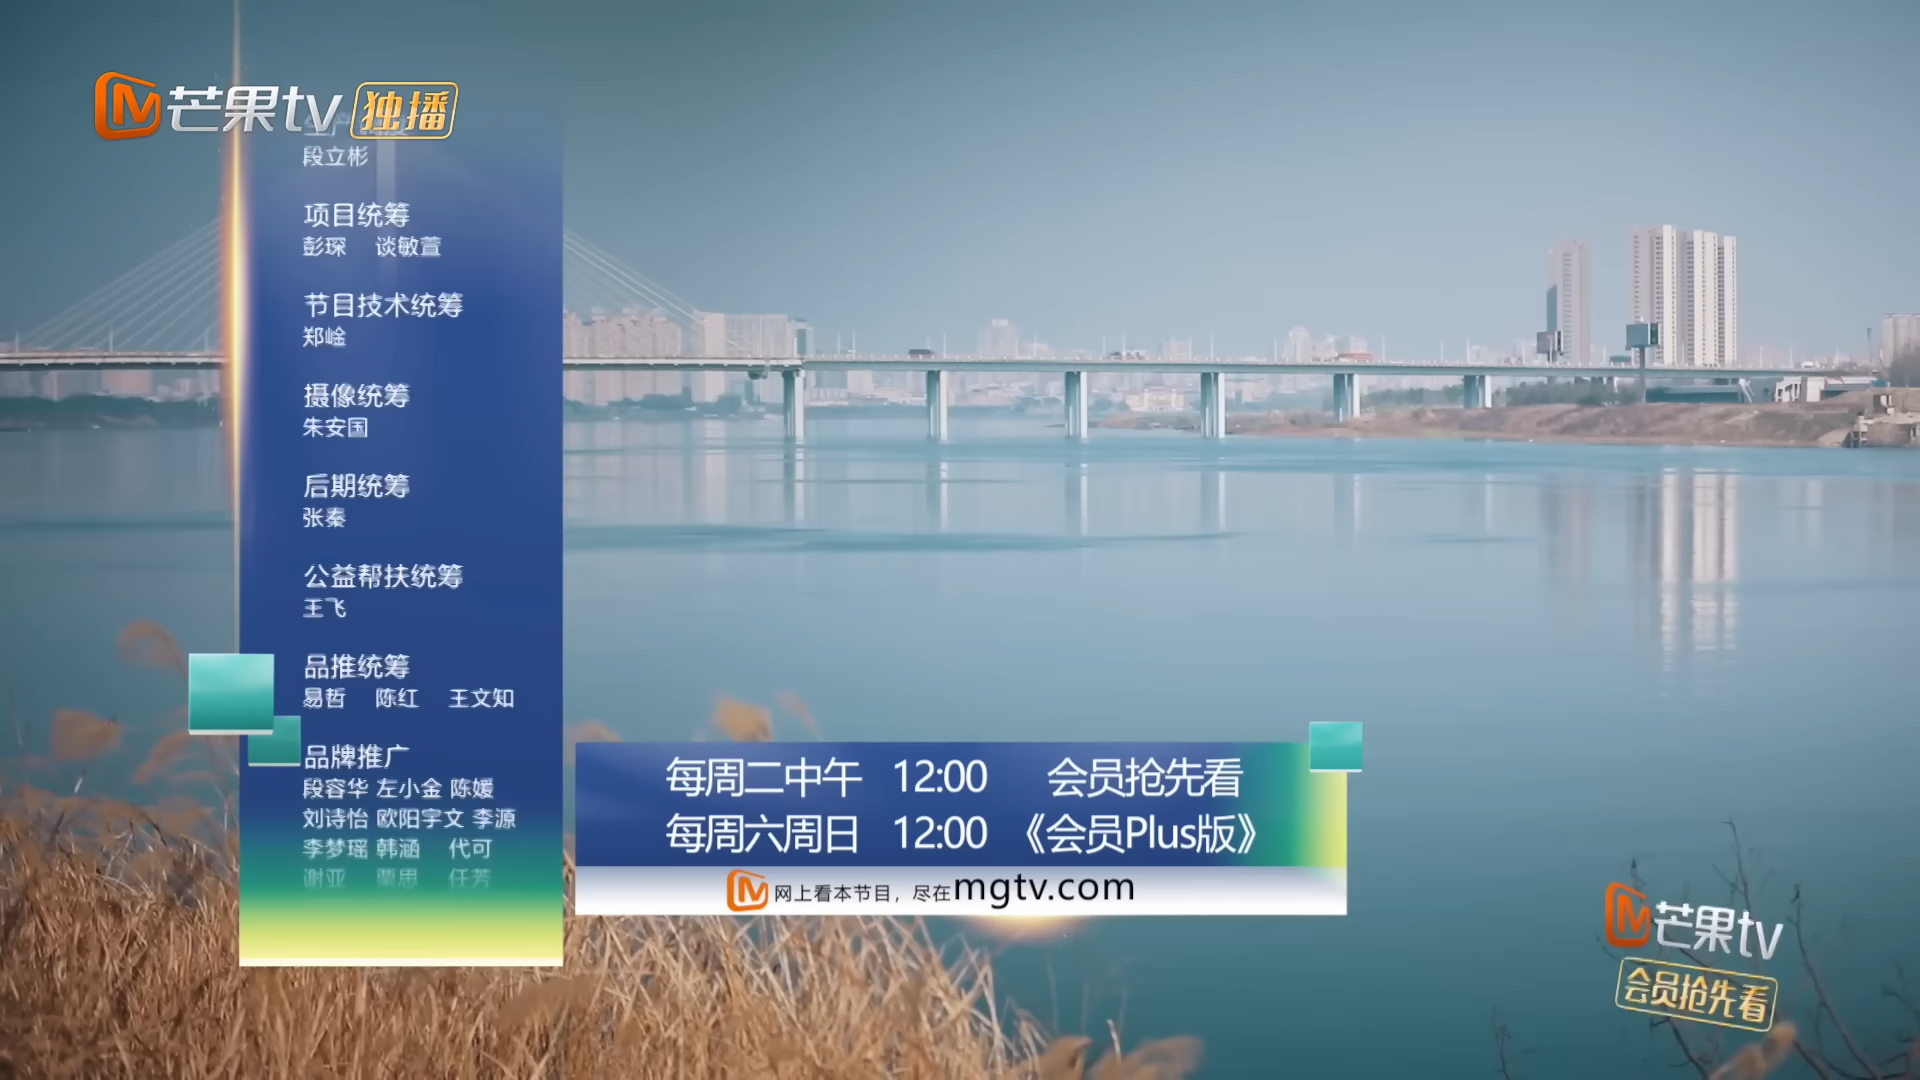 芒果tv 独播
段立彬
项目统筹
彭琛 谈敏萱
节目技术统筹
郑崯
摄像统筹
朱安国
后期统筹
张秦
公益帮扶统筹
王飞
品推统筹
易哲 陈红 王文知
品牌推广
段容华 左小金 陈媛
刘诗怡 欧阳宇文 李源
李梦瑶 韩涵 代可
谢亚 栗思 任芳
每周二中午 12:00 会员抢先看
每周六周日 12:00 《会员Plus版》
网上看本节目，尽在mgtv.com
芒果tv
会员抢先看